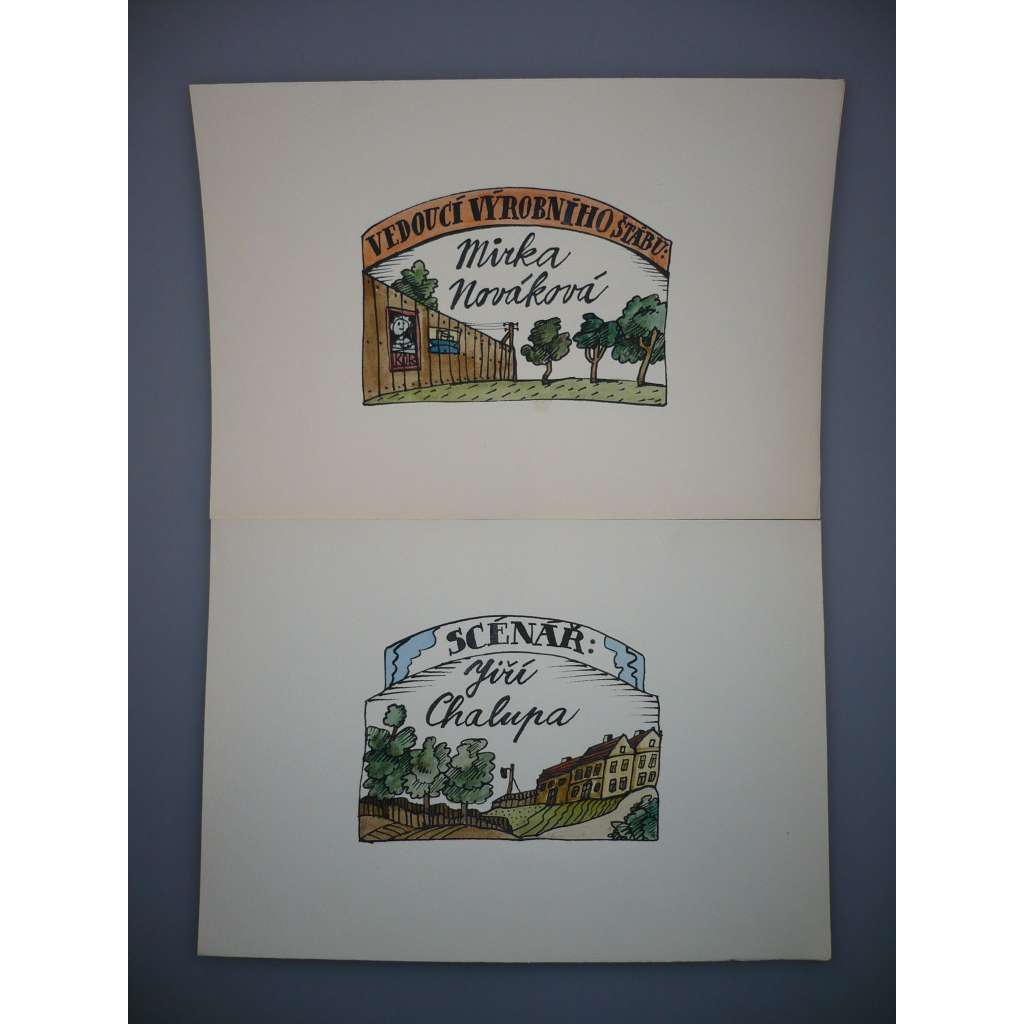 VEDOUCÍ VÝROBNÍHO ŠTÁBU:
Mirka
Nováková
SCÉNÁŘ:
Jiří
Chalupa